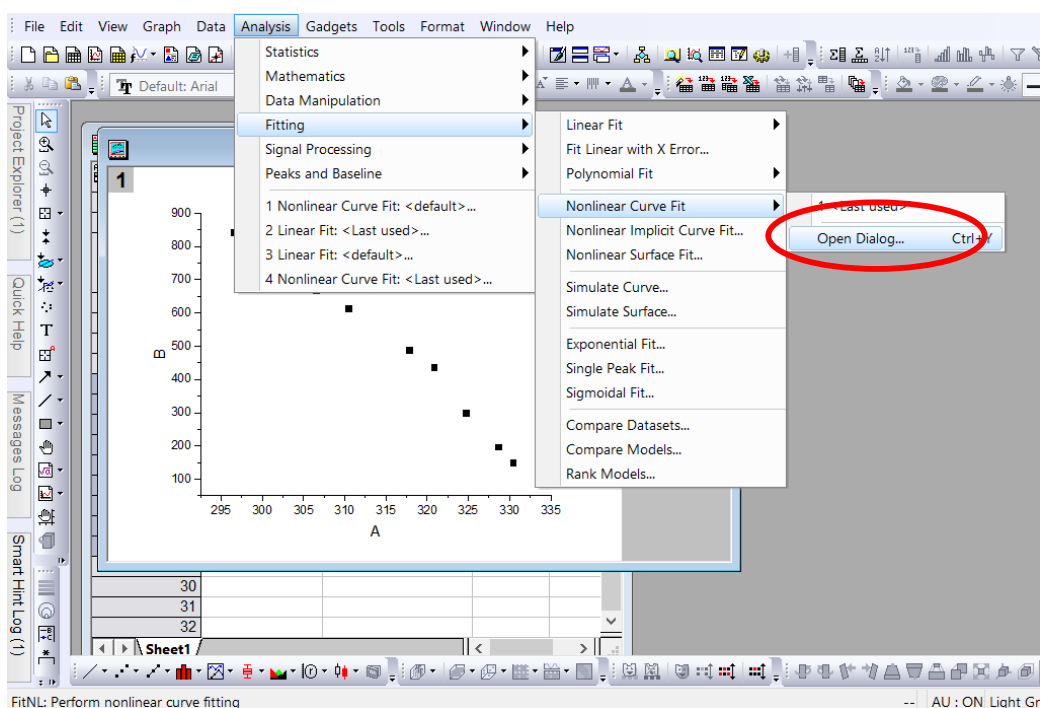 File Edit View Graph Data Analysis Gadgets Tools Format Window Help
Default: Arial
Statistics
Mathematics
Data Manipulation
Fitting
Signal Processing
Peaks and Baseline
1 Nonlinear Curve Fit: <default>...
2 Linear Fit: <Last used>...
3 Linear Fit: <default>...
4 Nonlinear Curve Fit: <Last used>...
Linear Fit
Fit Linear with X Error...
Polynomial Fit
Nonlinear Curve Fit
Nonlinear Implicit Curve Fit...
Nonlinear Surface Fit...
Simulate Curve...
Simulate Surface...
Exponential Fit...
Single Peak Fit...
Sigmoidal Fit...
Compare Datasets...
Compare Models...
Rank Models...
1 <Last used>
Open Dialog... Ctrl+Y
Project Explorer (1)
Quick Help
Messages Log
Smart Hint Log (1)
1
900
800
700
600
500
400
300
200
100
B
295 300 305 310 315 320 325 330 335
A
30
31
32
Sheet1
FitNL: Perform nonlinear curve fitting
-- AU : ON Light Gr